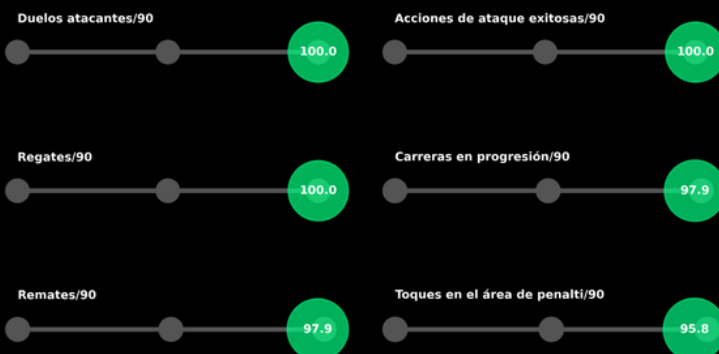 Duelos atacantes/90
100.0
Acciones de ataque exitosas/90
100.0
Regates/90
100.0
Carreras en progresión/90
97.9
Remates/90
97.9
Toques en el área de penalti/90
95.8